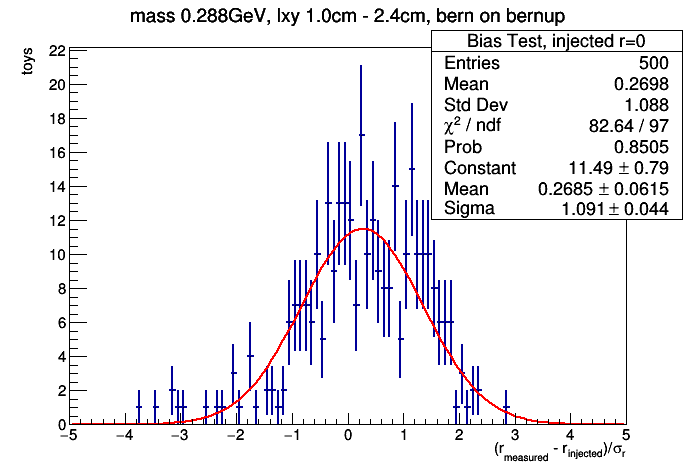 mass 0.288GeV, lxy 1.0cm - 2.4cm, bern on bernup
toys
Bias Test, injected r=0
Entries 500
Mean 0.2698
Std Dev 1.088
χ² / ndf 82.64 / 97
Prob 0.8505
Constant 11.49 ± 0.79
Mean 0.2685 ± 0.0615
Sigma 1.091 ± 0.044
22
20
18
16
14
12
10
8
6
4
2
0
−5 −4 −3 −2 −1 0 1 2 3 4 5
(r_measured - r_injected)/σ_r